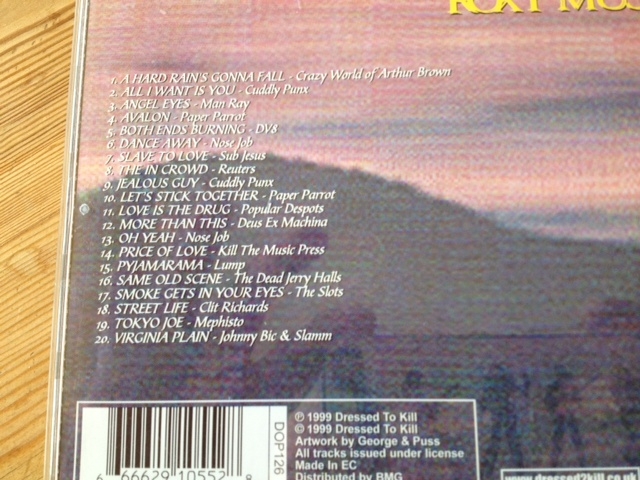 ROXY MUS
1. A HARD RAIN'S GONNA FALL - Crazy World of Arthur Brown
2. ALL I WANT IS YOU - Cuddly Punx
3. ANGEL EYES - Man Ray
4. AVALON - Paper Parrot
5. BOTH ENDS BURNING - DV8
6. DANCE AWAY - Nose Job
7. SLAVE TO LOVE - Sub Jesus
8. THE IN CROWD - Reuters
9. JEALOUS GUY - Cuddly Punx
10. LET'S STICK TOGETHER - Paper Parrot
11. LOVE IS THE DRUG - Popular Despots
12. MORE THAN THIS - Deus Ex Machina
13. OH YEAH - Nose Job
14. PRICE OF LOVE - Kill The Music Press
15. PYJAMARAMA - Lump
16. SAME OLD SCENE - The Dead Jerry Halls
17. SMOKE GETS IN YOUR EYES - The Slots
18. STREET LIFE - Clit Richards
19. TOKYO JOE - Mephisto
20. VIRGINIA PLAIN - Johnny Bic & Slamm
℗ 1999 Dressed To Kill
© 1999 Dressed To Kill
Artwork by George & Puss
All tracks issued under license
Made In EC
Distributed by BMG
DOP126
6 66629 10552 8
www.dressed2kill.co.uk